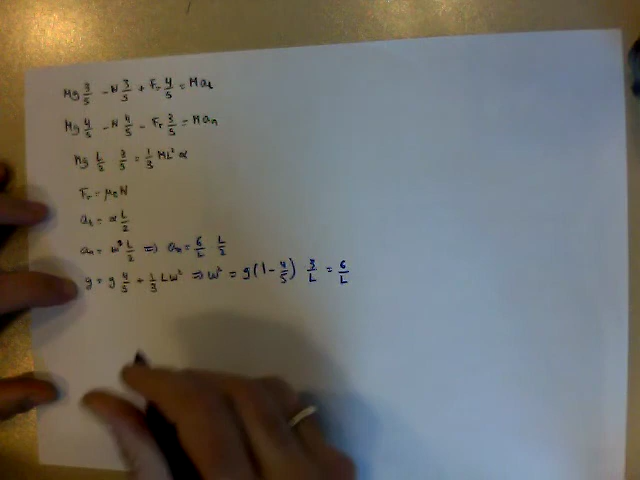 Mg 3/5 - N 3/5 + Fr 4/5 = Mat
Mg 4/5 - N 4/5 - Fr 3/5 = Man
Mg L/2 3/5 = 1/3 ML² α
Fr = μe N
at = α L/2
an = ω² L/2 => an = 6/L L/2
g = g 4/5 + 1/3 Lω² => ω² = g(1 - 4/5) 3/L = 6/L